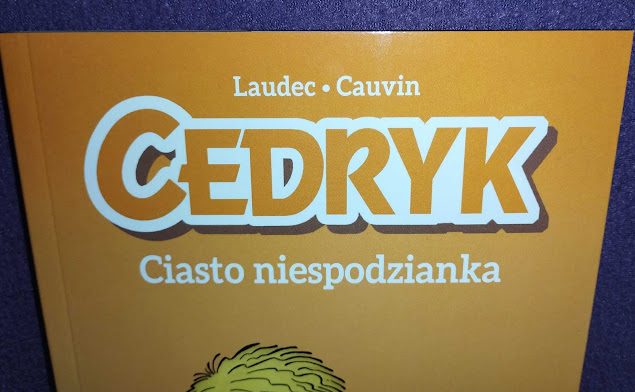 Laudec • Cauvin
CEDRYK
Ciasto niespodzianka